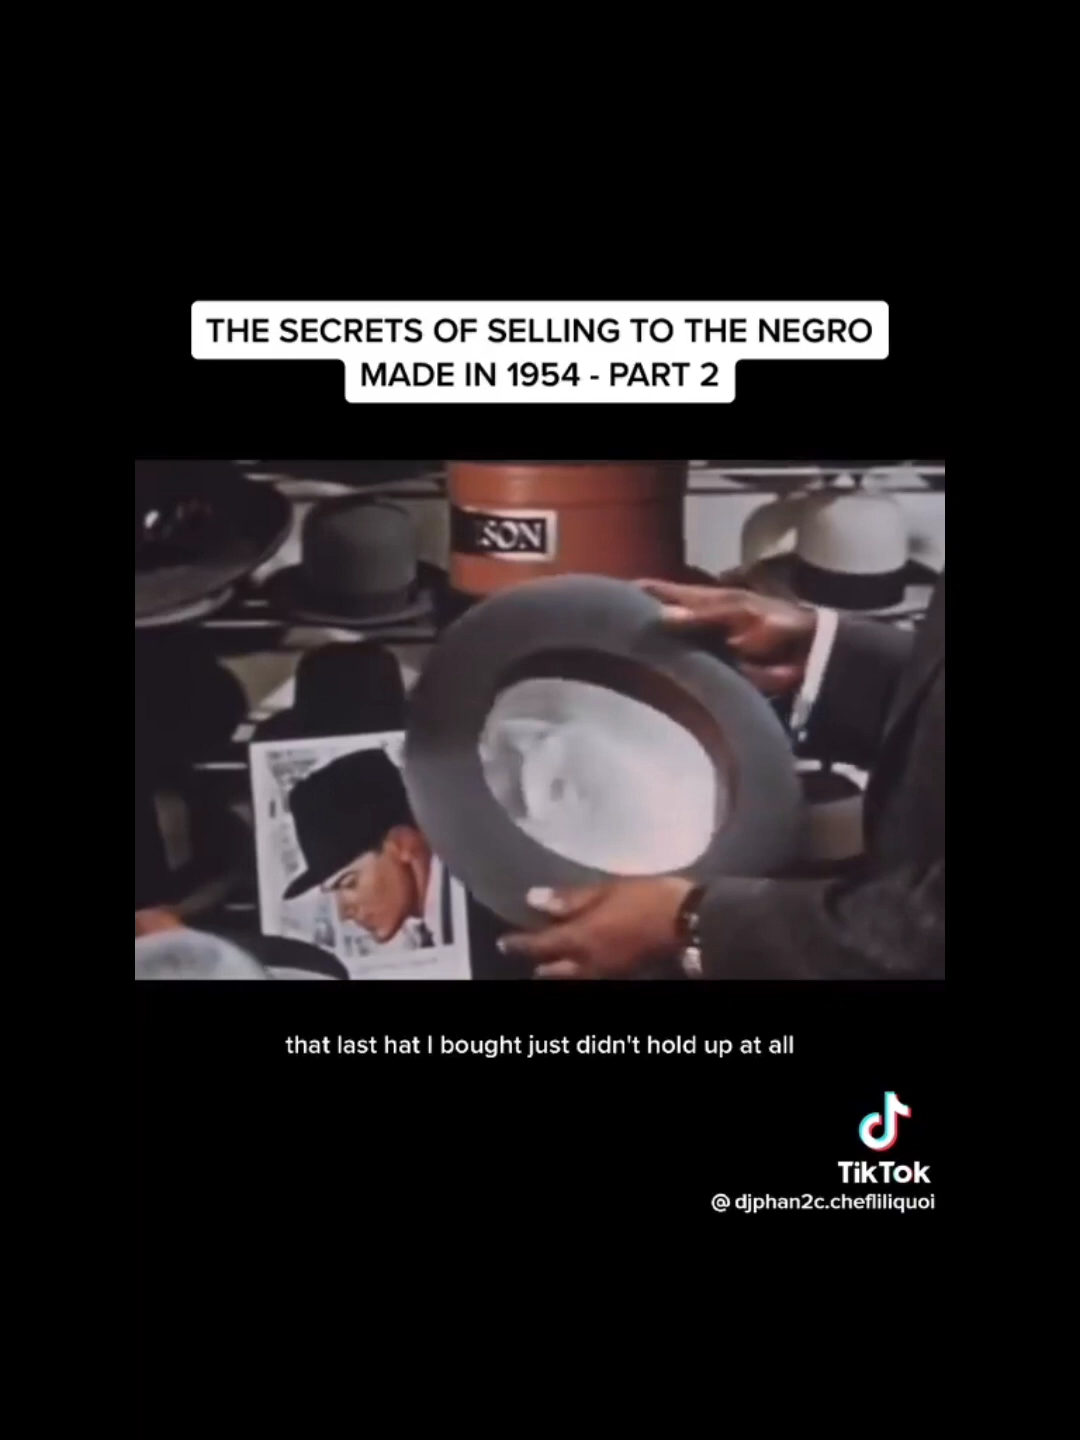 THE SECRETS OF SELLING TO THE NEGRO
MADE IN 1954 - PART 2
SON
that last hat I bought just didn't hold up at all
TikTok
@ djphan2c.chefliliquoi